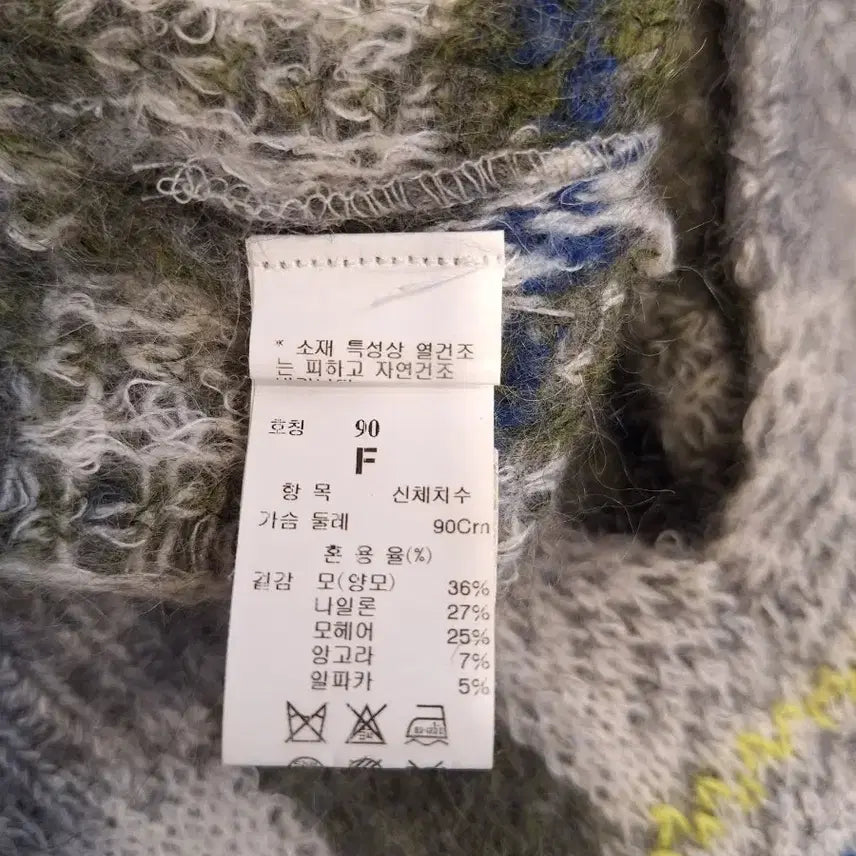 * 소재 특성상 열건조
는 피하고 자연건조
호칭 90
F
항 목 신체치수
가슴 둘레 90Cm
혼 용 율(%)
겉감 모(양모) 36%
나일론 27%
모헤어 25%
앙고라 7%
알파카 5%